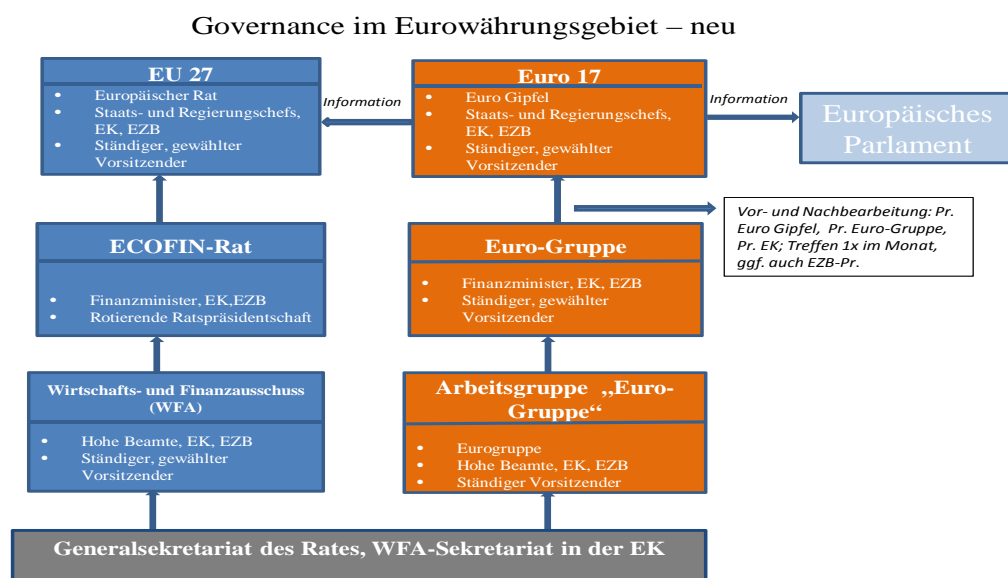 Governance im Eurowährungsgebiet – neu
EU 27
• Europäischer Rat
• Staats- und Regierungschefs,
EK, EZB
• Ständiger, gewählter
Vorsitzender
Information
Euro 17
• Euro Gipfel
• Staats- und Regierungschefs,
EK, EZB
• Ständiger, gewählter
Vorsitzender
Information
Europäisches
Parlament
Vor- und Nachbearbeitung: Pr.
Euro Gipfel, Pr. Euro-Gruppe,
Pr. EK; Treffen 1x im Monat,
ggf. auch EZB-Pr.
ECOFIN-Rat
• Finanzminister, EK,EZB
• Rotierende Ratspräsidentschaft
Euro-Gruppe
• Finanzminister, EK, EZB
• Ständiger, gewählter
Vorsitzender
Wirtschafts- und Finanzausschuss
(WFA)
• Hohe Beamte, EK, EZB
• Ständiger, gewählter
Vorsitzender
Arbeitsgruppe „Euro-
Gruppe“
• Eurogruppe
• Hohe Beamte, EK, EZB
• Ständiger Vorsitzender
Generalsekretariat des Rates, WFA-Sekretariat in der EK